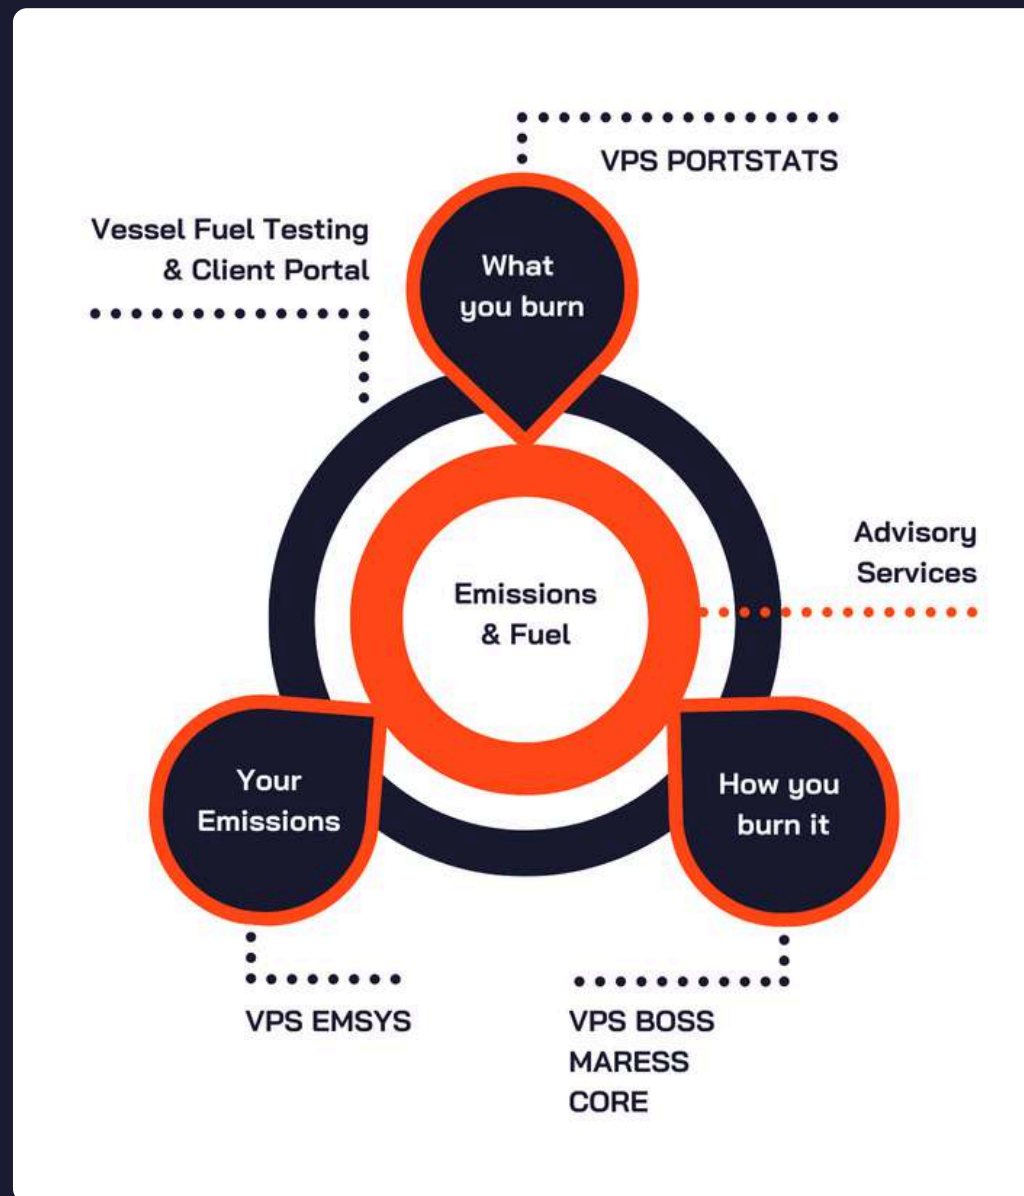 VPS PORTSTATS
Vessel Fuel Testing
& Client Portal
What
you burn
Advisory
Services
Emissions
& Fuel
Your
Emissions
How you
burn it
VPS EMSYS
VPS BOSS
MARESS
CORE